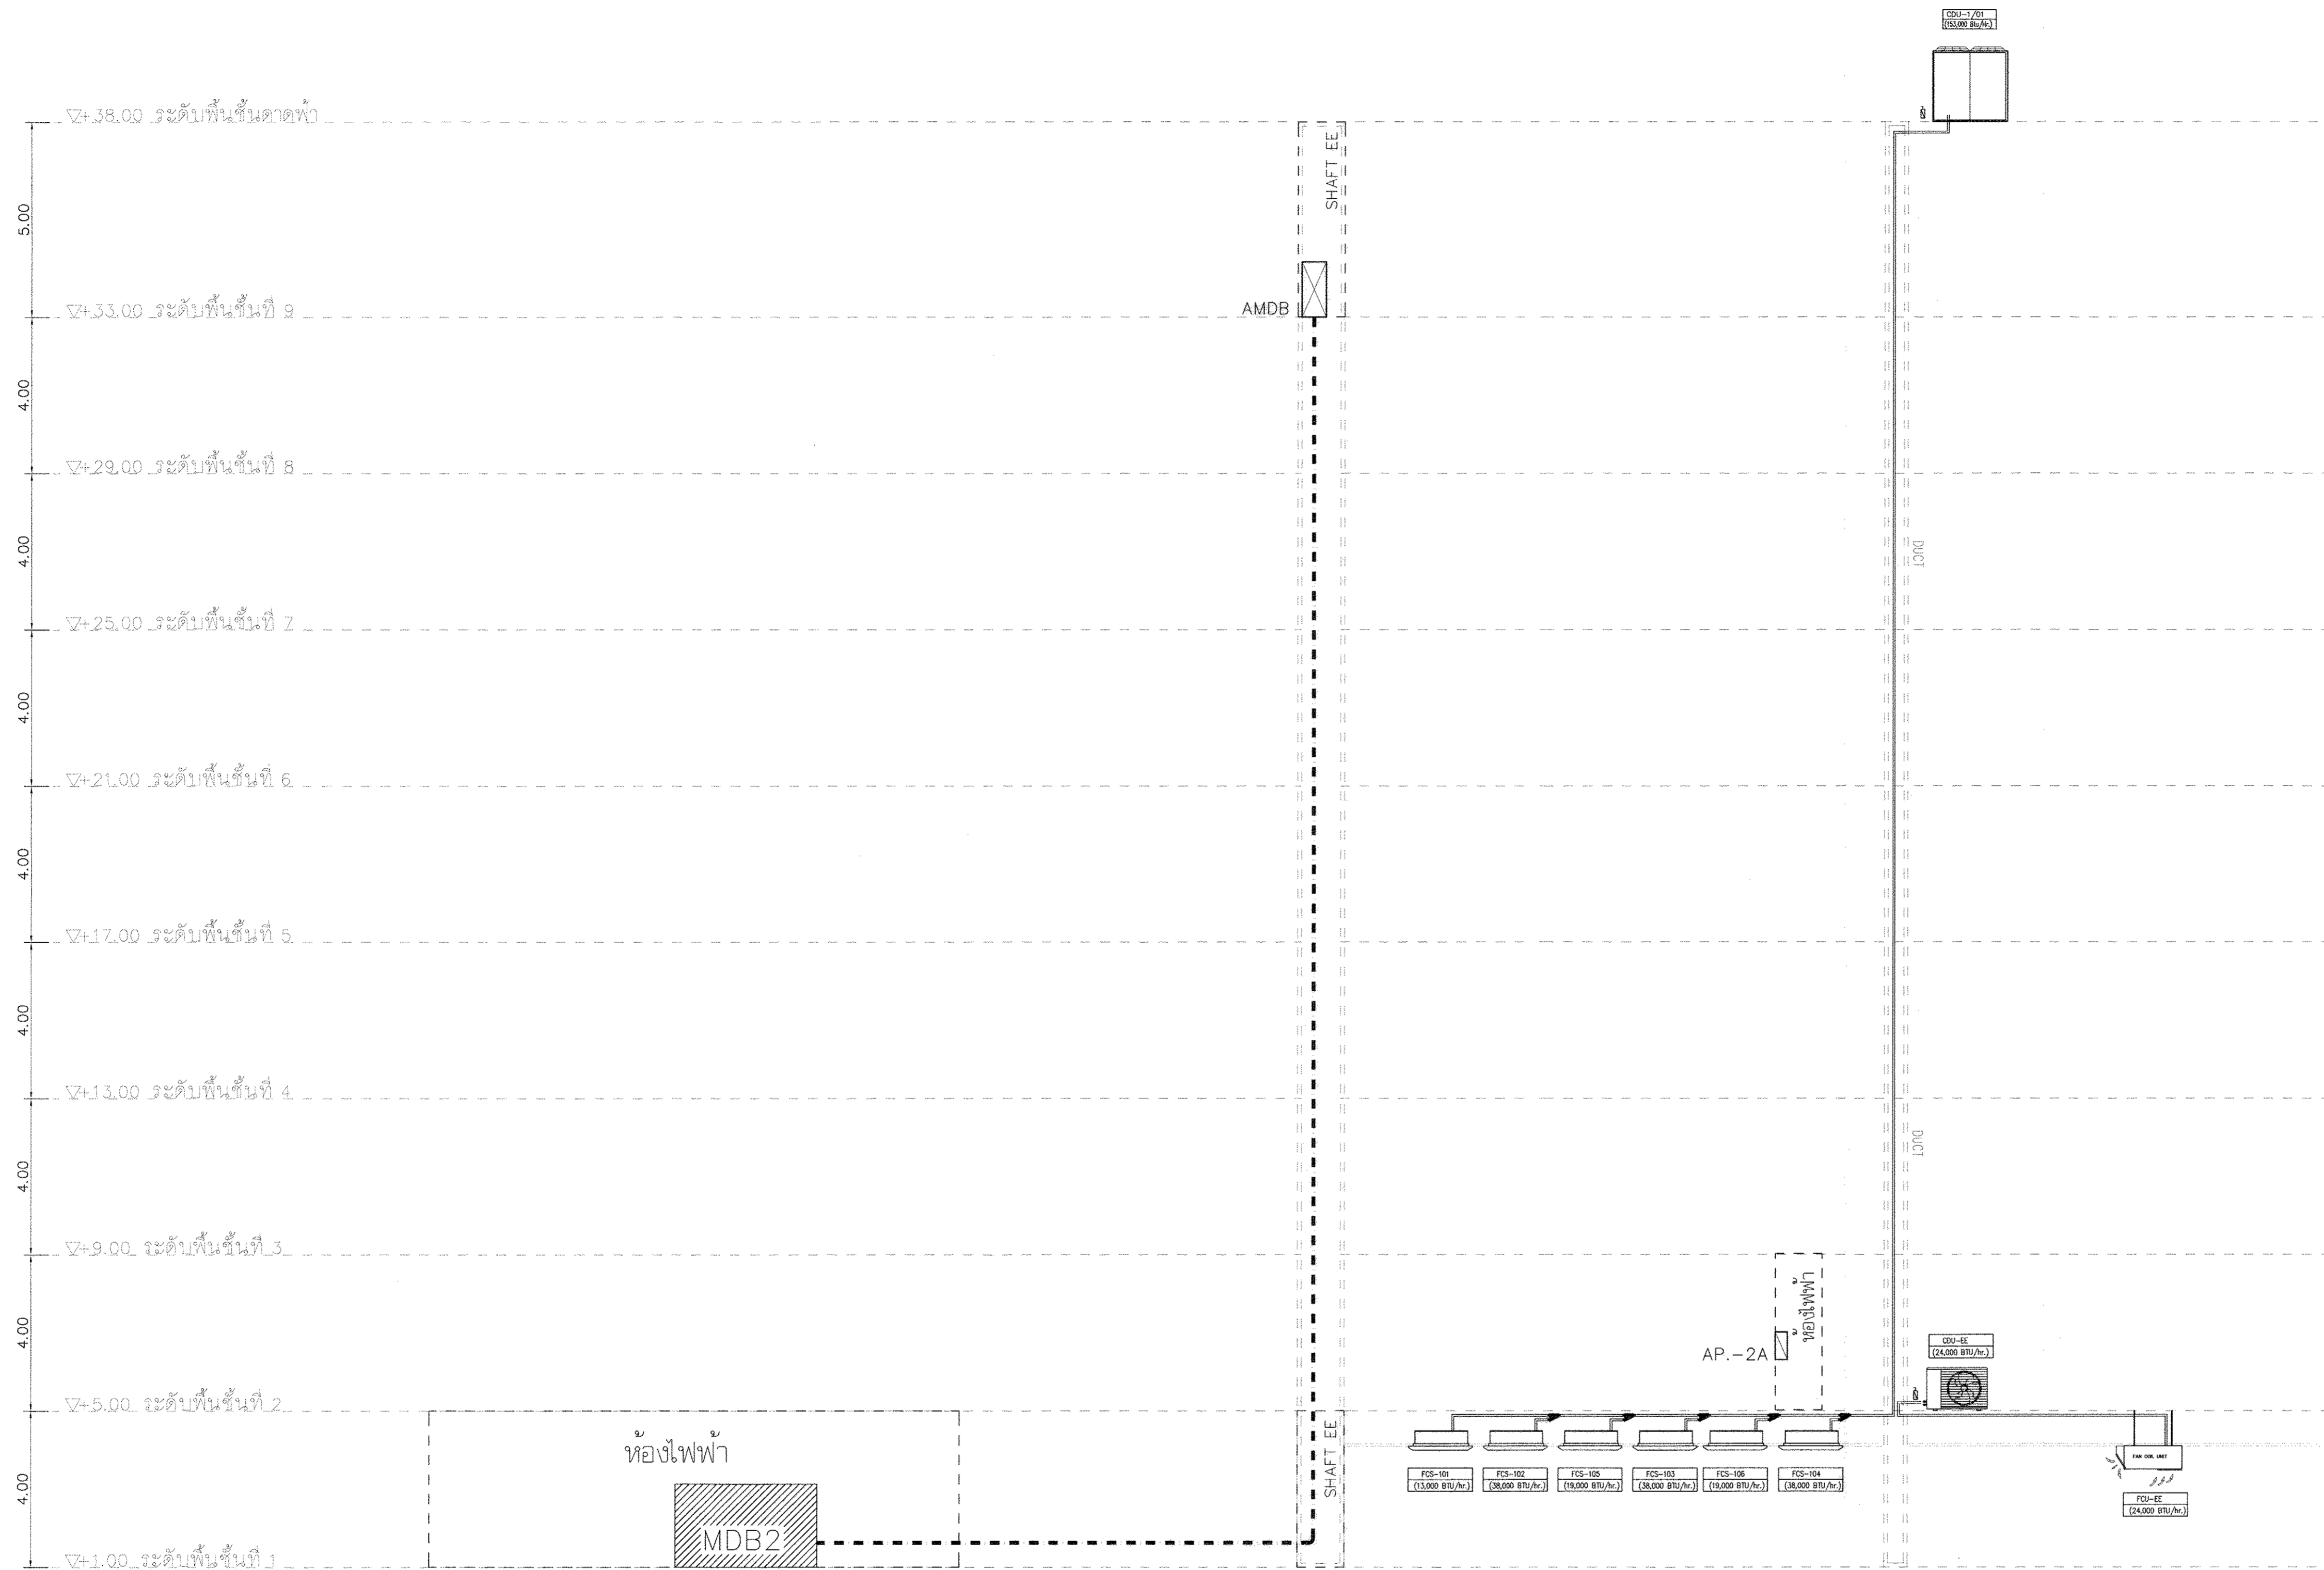 CDU-1/01
(153,000 Btu/Hr.)
+38.00 ระดับพื้นชั้นดาดฟ้า
SHAFT EE
5.00
AMDB
+33.00 ระดับพื้นชั้นที่ 9
4.00
+29.00 ระดับพื้นชั้นที่ 8
4.00
DUCT
+25.00 ระดับพื้นชั้นที่ 7
4.00
+21.00 ระดับพื้นชั้นที่ 6
4.00
+17.00 ระดับพื้นชั้นที่ 5
4.00
+13.00 ระดับพื้นชั้นที่ 4
DUCT
4.00
+9.00 ระดับพื้นชั้นที่ 3
ห้องไฟฟ้า
4.00
AP.-2A
CDU-EE
(24,000 BTU/hr.)
+5.00 ระดับพื้นชั้นที่ 2
ห้องไฟฟ้า
SHAFT EE
FAN COIL UNIT
4.00
FCS-101
(13,000 BTU/hr.)
FCS-102
(38,000 BTU/hr.)
FCS-105
(19,000 BTU/hr.)
FCS-103
(38,000 BTU/hr.)
FCS-106
(19,000 BTU/hr.)
FCS-104
(38,000 BTU/hr.)
FCU-EE
(24,000 BTU/hr.)
MDB2
+1.00 ระดับพื้นชั้นที่ 1